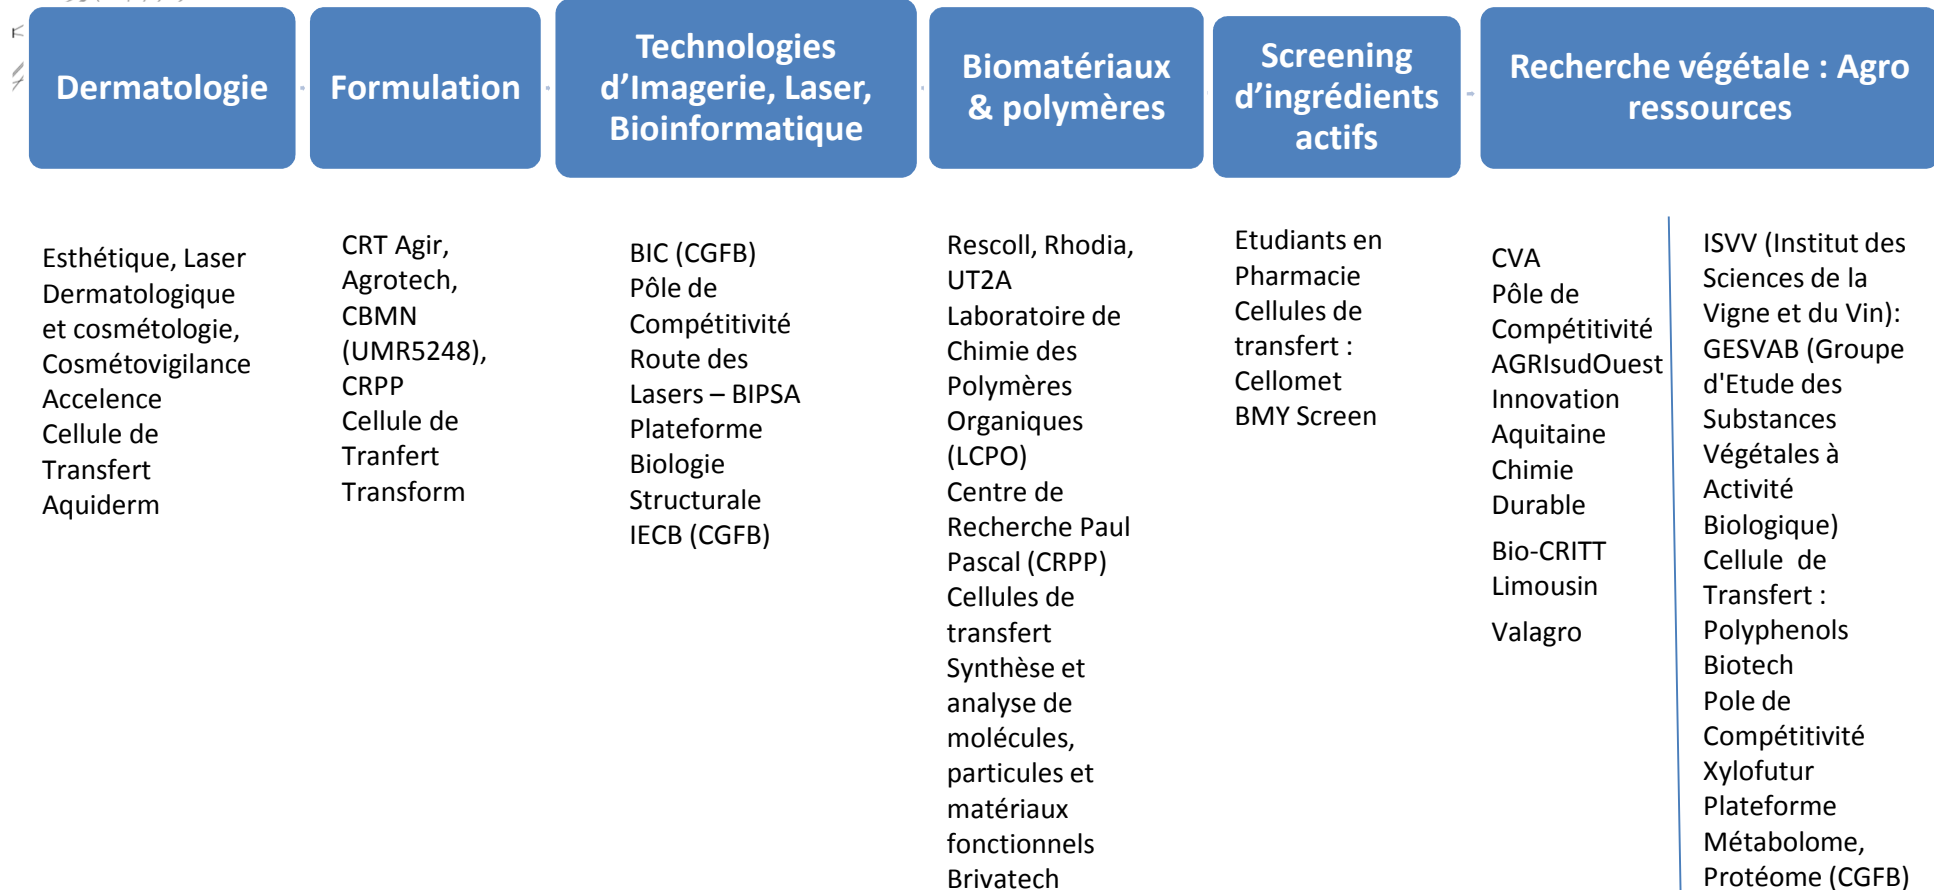 Dermatologie
Formulation
Technologies
d’Imagerie, Laser,
Bioinformatique
Biomatériaux
& polymères
Screening
d’ingrédients
actifs
Recherche végétale : Agro
ressources
Esthétique, Laser
Dermatologique
et cosmétologie,
Cosmétovigilance
Accelence
Cellule de
Transfert
Aquiderm
CRT Agir,
Agrotech,
CBMN
(UMR5248),
CRPP
Cellule de
Tranfert
Transform
BIC (CGFB)
Pôle de
Compétitivité
Route des
Lasers – BIPSA
Plateforme
Biologie
Structurale
IECB (CGFB)
Rescoll, Rhodia,
UT2A
Laboratoire de
Chimie des
Polymères
Organiques
(LCPO)
Centre de
Recherche Paul
Pascal (CRPP)
Cellules de
transfert
Synthèse et
analyse de
molécules,
particules et
matériaux
fonctionnels
Brivatech
Etudiants en
Pharmacie
Cellules de
transfert :
Cellomet
BMY Screen
CVA
Pôle de
Compétitivité
AGRIsudOuest
Innovation
Aquitaine
Chimie
Durable
Bio-CRITT
Limousin
Valagro
ISVV (Institut des
Sciences de la
Vigne et du Vin):
GESVAB (Groupe
d'Etude des
Substances
Végétales à
Activité
Biologique)
Cellule  de
Transfert :
Polyphenols
Biotech
Pole de
Compétitivité
Xylofutur
Plateforme
Métabolome,
Protéome (CGFB)